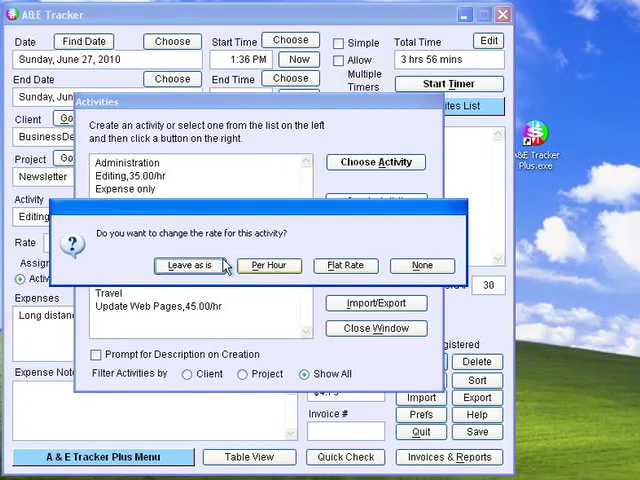 A&E Tracker
Date
Find Date
Choose
Start Time
Choose
Simple
Total Time
Edit
Sunday, June 27, 2010
1:36 PM
Now
Allow
Multiple
Timers
3 hrs 56 mins
End Date
Choose
End Time
Choose
Start Timer
Sunday,
Activities
ites List
Client
Create an activity or select one from the list on the left
and then click a button on the right.
BusinessDe
Project
Administration
Editing,35.00/hr
Expense only
Choose Activity
Newsletter
Activity
Editing
Do you want to change the rate for this activity?
Rate
Leave as is
Per Hour
Flat Rate
None
Assig
Activ
Travel
Update Web Pages,45.00/hr
30
Expenses
Long distan
Import/Export
Close Window
Prompt for Description on Creation
Filter Activities by
Client
Project
Show All
gistered
Delete
Expense Note
Sort
Import
Export
Invoice #
Prefs
Help
Quit
Save
A & E Tracker Plus Menu
Table View
Quick Check
Invoices & Reports
A&E Tracker
Plus.exe